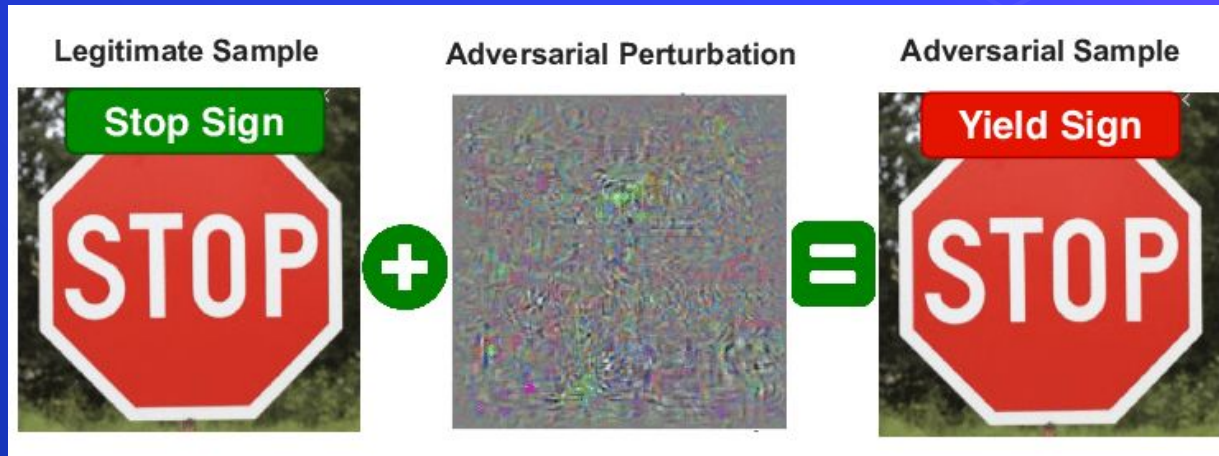 Legitimate Sample
Adversarial Perturbation
Adversarial Sample
Stop Sign
Yield Sign
STOP
STOP